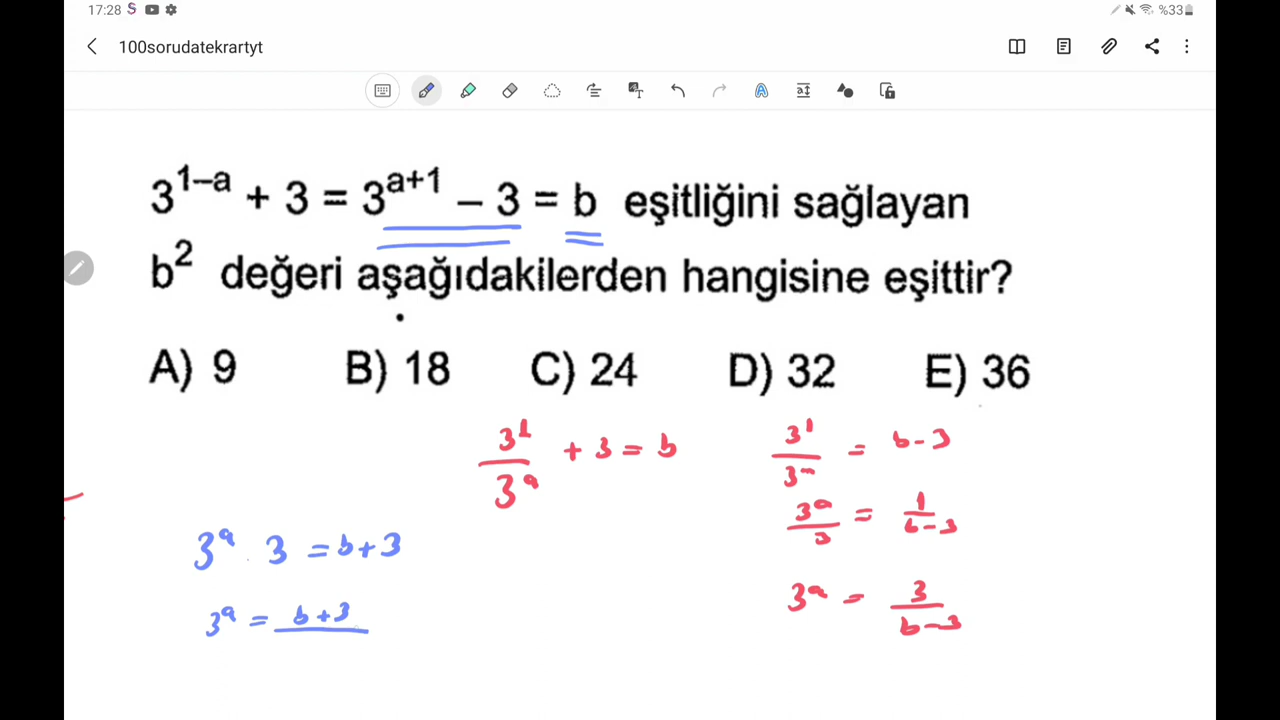 17:28 S %33
100sorudatekrartyt
3^{1–a} + 3 = 3^{a+1} – 3 = b eşitliğini sağlayan
b² değeri aşağıdakilerden hangisine eşittir?
A) 9 B) 18 C) 24 D) 32 E) 36
3^1/3^a + 3 = b
3^1/3^a = b-3
3^a/3 = 1/(b-3)
3^a = 3/(b-3)
3^a . 3 = b+3
3^a = b+3